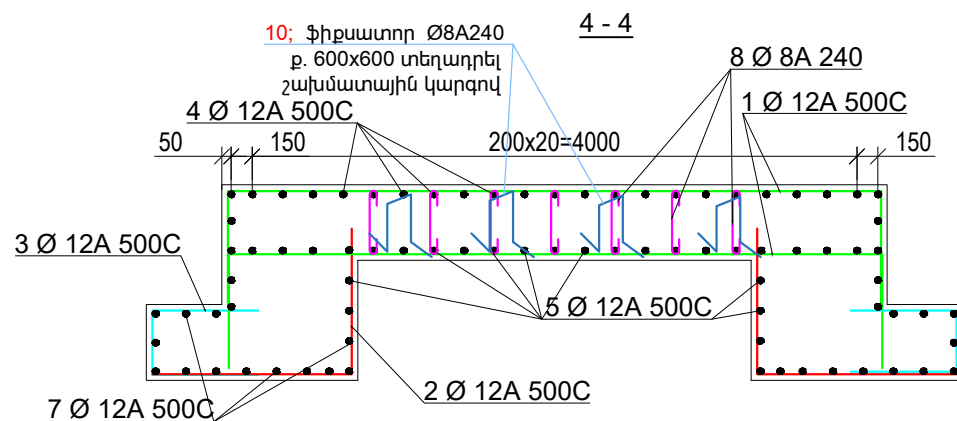 4 - 4
10; ֆիքսատոր Ø8A240
ք. 600x600 տեղադրել
շախմատային կարգով
8 Ø 8A 240
4 Ø 12A 500C
1 Ø 12A 500C
50
150
200x20=4000
150
3 Ø 12A 500C
5 Ø 12A 500C
2 Ø 12A 500C
7 Ø 12A 500C